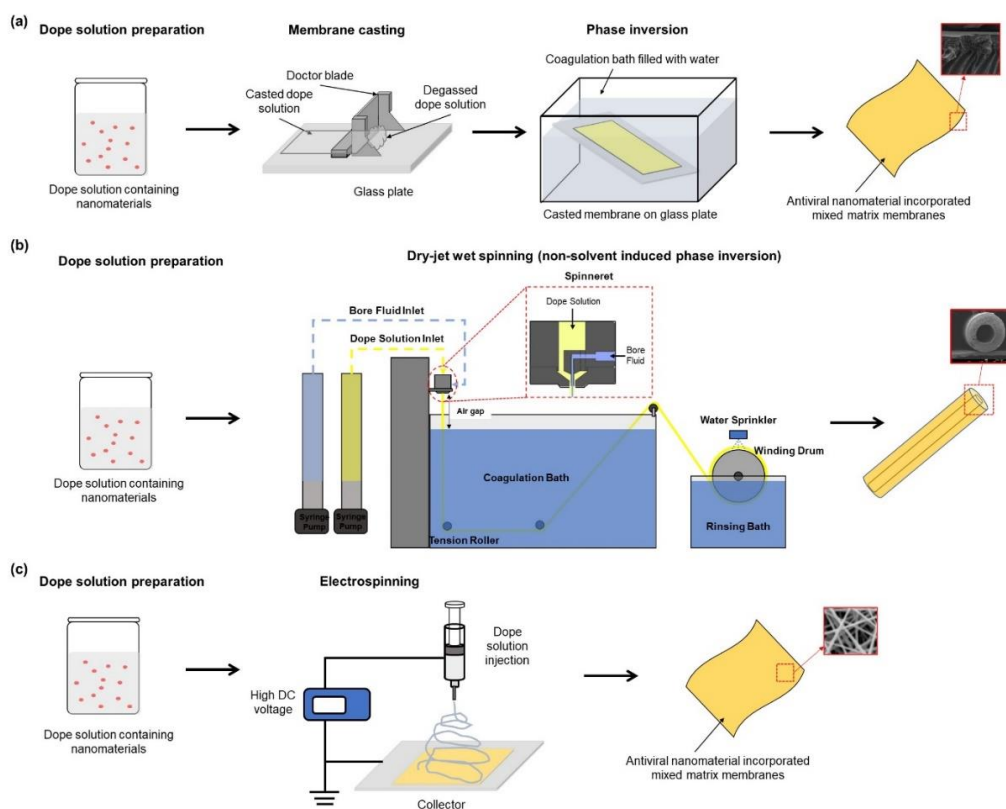 (a)
Dope solution preparation
Membrane casting
Phase inversion
Doctor blade
Casted dope
solution
Degassed
dope solution
Coagulation bath filled with water
Dope solution containing
nanomaterials
Glass plate
Casted membrane on glass plate
Antiviral nanomaterial incorporated
mixed matrix membranes
(b)
Dope solution preparation
Dry-jet wet spinning (non-solvent induced phase inversion)
Spinneret
Bore Fluid Inlet
Dope Solution
Dope Solution Inlet
Bore
Fluid
Air gap
Water Sprinkler
Winding Drum
Coagulation Bath
Dope solution containing
nanomaterials
Syringe
Pump
Syringe
Pump
Tension Roller
Rinsing Bath
(c)
Dope solution preparation
Electrospinning
Dope
solution
injection
High DC
voltage
Dope solution containing
nanomaterials
Collector
Antiviral nanomaterial incorporated
mixed matrix membranes